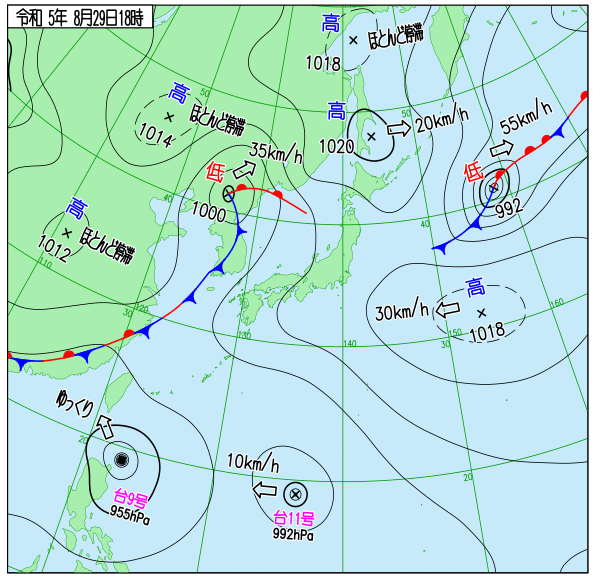 令和 5年 8月29日18時
高
1018
ほとんど停滞
高
1014
ほとんど停滞
高
1020
20km/h
55km/h
低
992
低
1000
35km/h
高
1012
ほとんど停滞
高
1018
30km/h
ゆっくり
台9号
955hPa
10km/h
台11号
992hPa
50
50
40
40
110
120
30
130
140
30
150
160
20
20